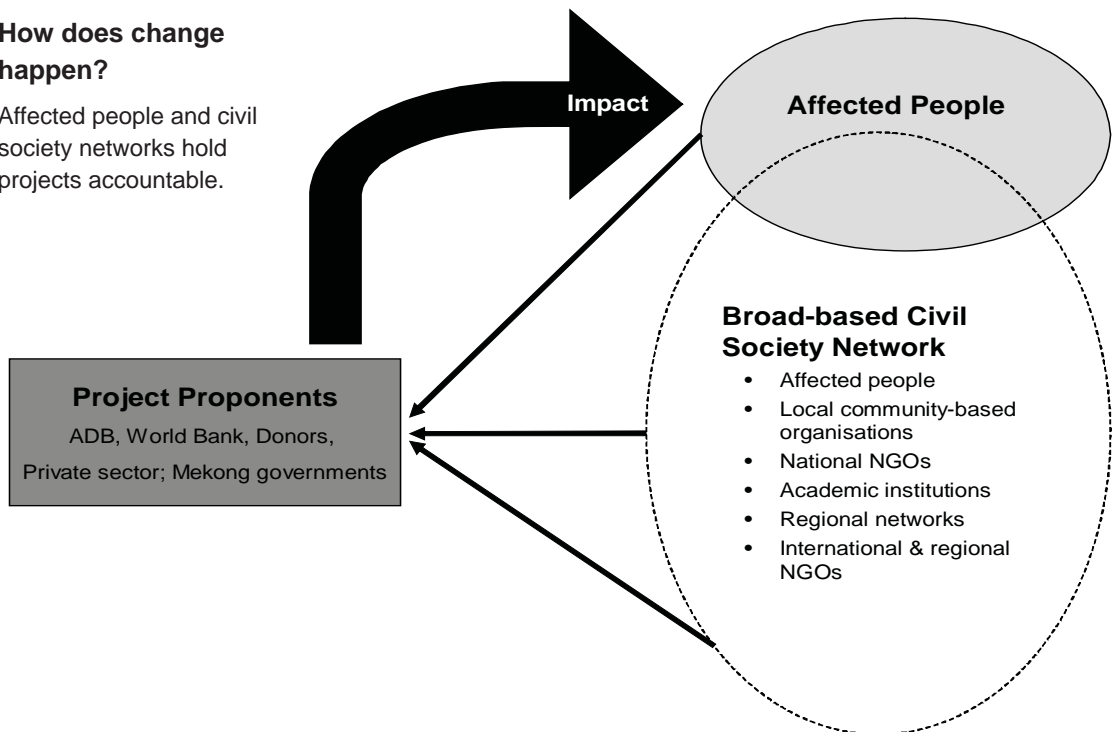 How does change
happen?
Affected people and civil
society networks hold
projects accountable.
Impact
Affected People
Project Proponents
ADB, World Bank, Donors,
Private sector; Mekong governments
Broad-based Civil
Society Network
• Affected people
• Local community-based
organisations
• National NGOs
• Academic institutions
• Regional networks
• International & regional
NGOs